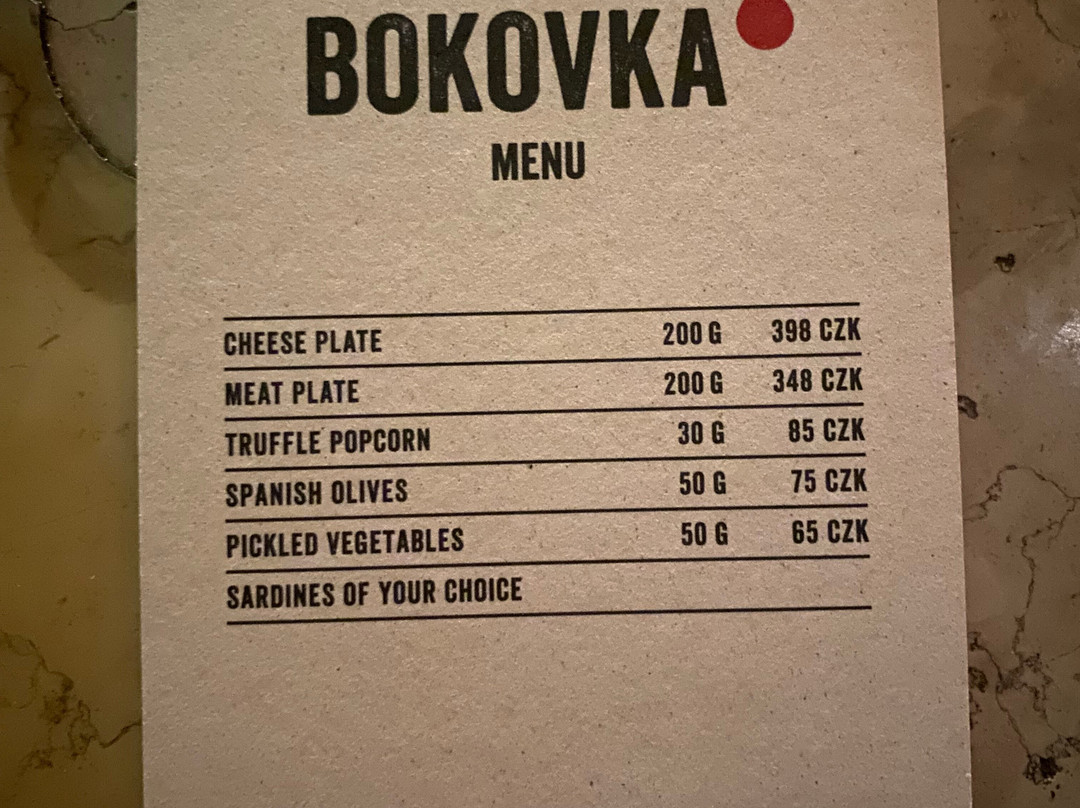 BOKOVKA
MENU
CHEESE PLATE 200 G 398 CZK
MEAT PLATE 200 G 348 CZK
TRUFFLE POPCORN 30 G 85 CZK
SPANISH OLIVES 50 G 75 CZK
PICKLED VEGETABLES 50 G 65 CZK
SARDINES OF YOUR CHOICE